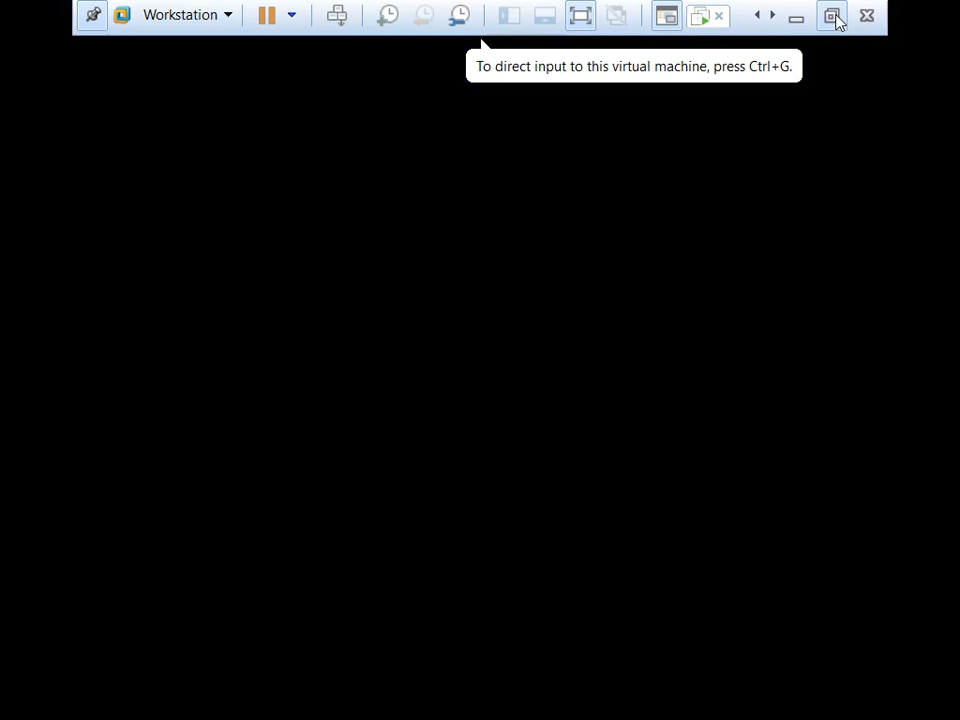 Workstation
To direct input to this virtual machine, press Ctrl+G.